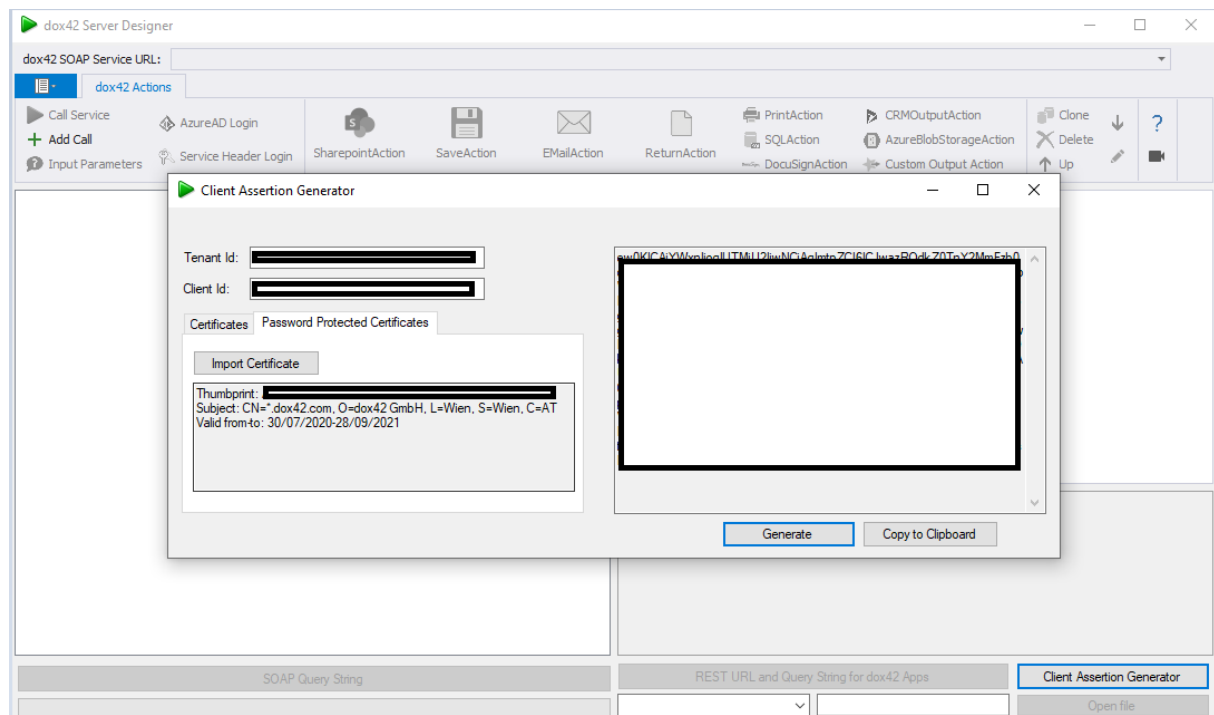 dox42 Server Designer
dox42 SOAP Service URL:
dox42 Actions
Call Service
Add Call
Input Parameters
AzureAD Login
Service Header Login
SharepointAction
SaveAction
EMailAction
ReturnAction
PrintAction
SQLAction
DocuSignAction
CRMOutputAction
AzureBlobStorageAction
Custom Output Action
Clone
Delete
Up
?
Client Assertion Generator
Tenant Id:
Client Id:
Certificates
Password Protected Certificates
Import Certificate
Thumbprint:
Subject: CN=*.dox42.com, O=dox42 GmbH, L=Wien, S=Wien, C=AT
Valid from-to: 30/07/2020-28/09/2021
Generate
Copy to Clipboard
SOAP Query String
REST URL and Query String for dox42 Apps
Client Assertion Generator
Open file